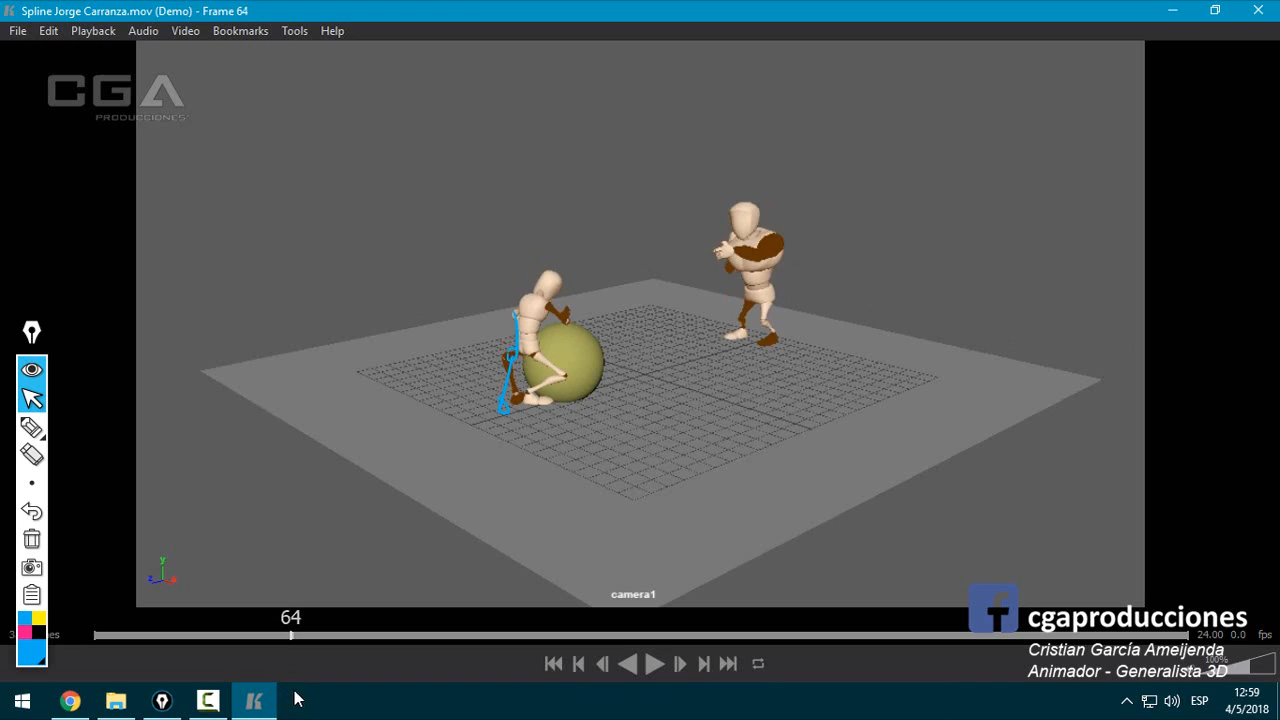 Spline Jorge Carranza.mov (Demo) - Frame 64
File Edit Playback Audio Video Bookmarks Tools Help
CGA
PRODUCCIONES
y
z x
camera1
64
24.00 0.0 fps
100%
cgaproducciones
Cristian García Ameijenda
Animador - Generalista 3D
ESP
12:59
4/5/2018